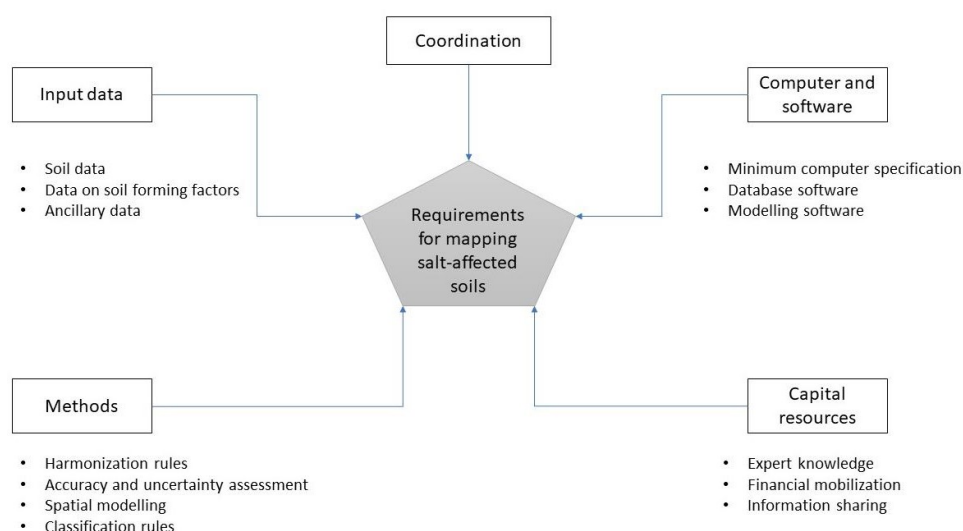 Coordination
Input data
• Soil data
• Data on soil forming factors
• Ancillary data
Computer and
software
• Minimum computer specification
• Database software
• Modelling software
Requirements
for mapping
salt-affected
soils
Methods
• Harmonization rules
• Accuracy and uncertainty assessment
• Spatial modelling
• Classification rules
Capital
resources
• Expert knowledge
• Financial mobilization
• Information sharing